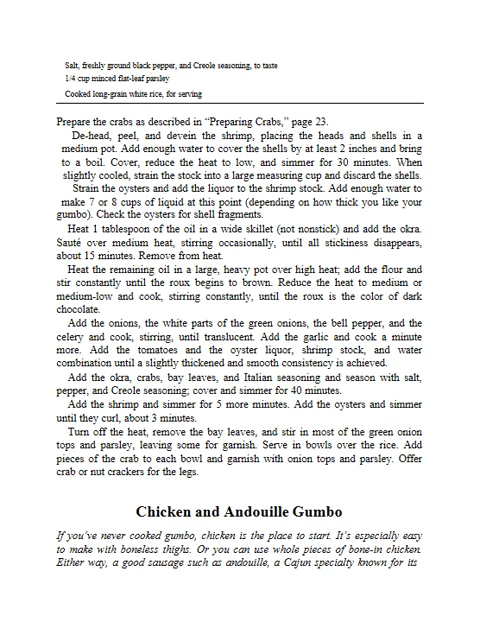 Salt, freshly ground black pepper, and Creole seasoning, to taste
1/4 cup minced flat-leaf parsley
Cooked long-grain white rice, for serving
Prepare the crabs as described in “Preparing Crabs,” page 23.
De-head, peel, and devein the shrimp, placing the heads and shells in a
medium pot. Add enough water to cover the shells by at least 2 inches and bring
to a boil. Cover, reduce the heat to low, and simmer for 30 minutes. When
slightly cooled, strain the stock into a large measuring cup and discard the shells.
Strain the oysters and add the liquor to the shrimp stock. Add enough water to
make 7 or 8 cups of liquid at this point (depending on how thick you like your
gumbo). Check the oysters for shell fragments.
Heat 1 tablespoon of the oil in a wide skillet (not nonstick) and add the okra.
Sauté over medium heat, stirring occasionally, until all stickiness disappears,
about 15 minutes. Remove from heat.
Heat the remaining oil in a large, heavy pot over high heat; add the flour and
stir constantly until the roux begins to brown. Reduce the heat to medium or
medium-low and cook, stirring constantly, until the roux is the color of dark
chocolate.
Add the onions, the white parts of the green onions, the bell pepper, and the
celery and cook, stirring, until translucent. Add the garlic and cook a minute
more. Add the tomatoes and the oyster liquor, shrimp stock, and water
combination until a slightly thickened and smooth consistency is achieved.
Add the okra, crabs, bay leaves, and Italian seasoning and season with salt,
pepper, and Creole seasoning; cover and simmer for 40 minutes.
Add the shrimp and simmer for 5 more minutes. Add the oysters and simmer
until they curl, about 3 minutes.
Turn off the heat, remove the bay leaves, and stir in most of the green onion
tops and parsley, leaving some for garnish. Serve in bowls over the rice. Add
pieces of the crab to each bowl and garnish with onion tops and parsley. Offer
crab or nut crackers for the legs.
Chicken and Andouille Gumbo
If you’ve never cooked gumbo, chicken is the place to start. It’s especially easy
to make with boneless thighs. Or you can use whole pieces of bone-in chicken.
Either way, a good sausage such as andouille, a Cajun specialty known for its